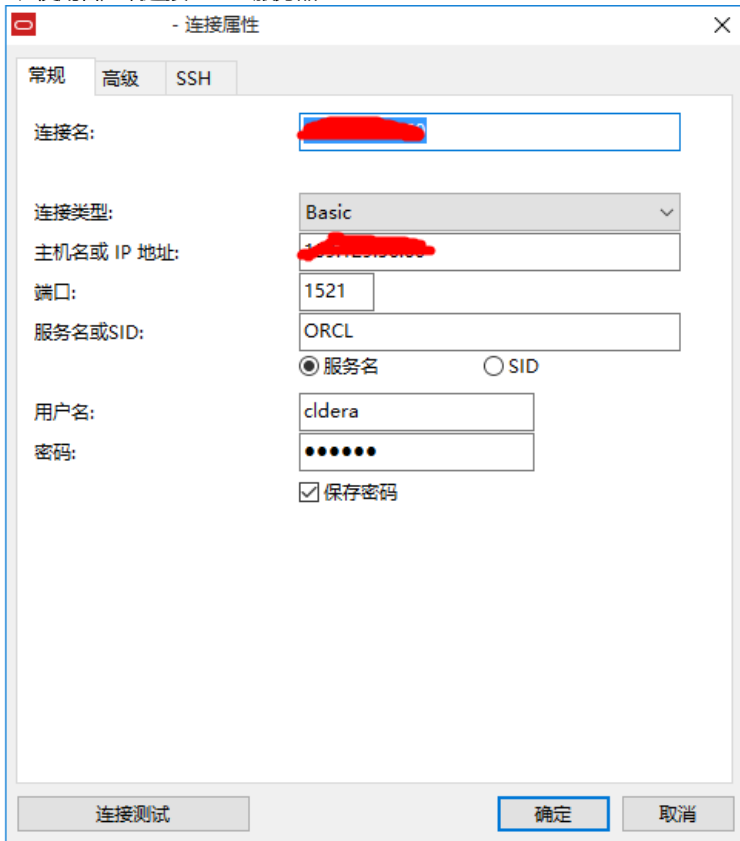 - 连接属性
常规 高级 SSH
连接名:
连接类型: Basic
主机名或 IP 地址:
端口: 1521
服务名或SID: ORCL
服务名 SID
用户名: cldera
密码: ●●●●●●
保存密码
连接测试 确定 取消